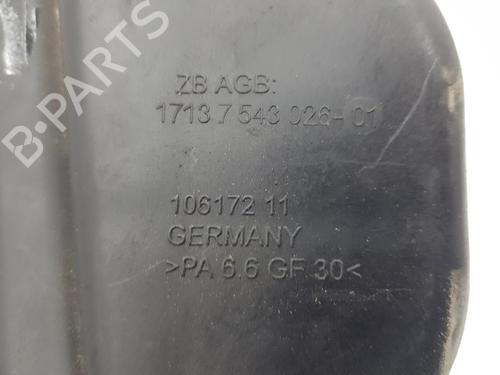 B-PARTS
ZB AGB:
1713 7 543 026-01
106172 11
GERMANY
>PA 6.6 GF 30<